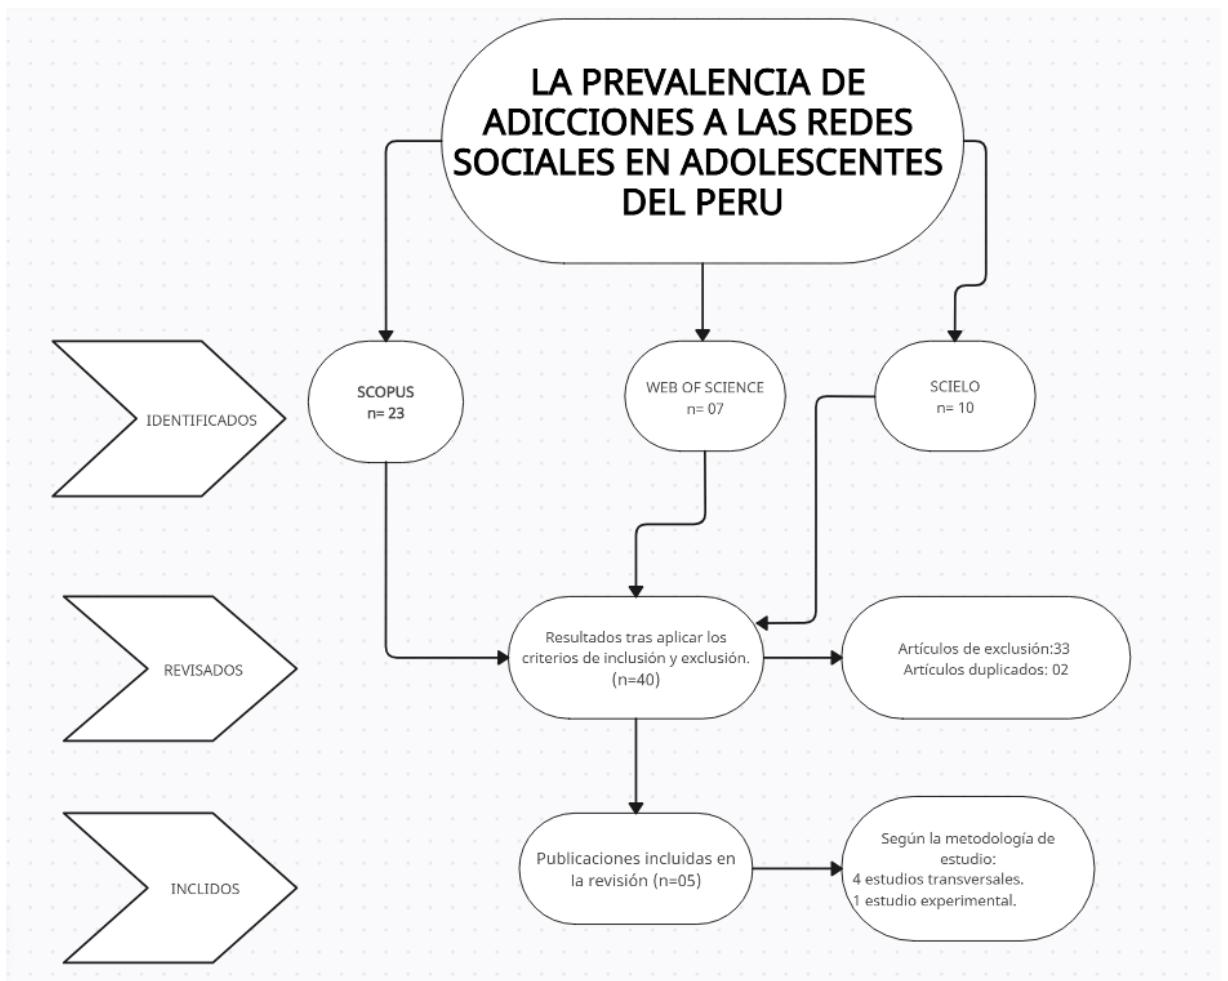 LA PREVALENCIA DE
ADICCIONES A LAS REDES
SOCIALES EN ADOLESCENTES
DEL PERU
IDENTIFICADOS
SCOPUS
n= 23
WEB OF SCIENCE
n= 07
SCIELO
n= 10
REVISADOS
Resultados tras aplicar los
criterios de inclusión y exclusión.
(n=40)
Artículos de exclusión:33
Artículos duplicados: 02
INCLIDOS
Publicaciones incluidas en
la revisión (n=05)
Según la metodología de
estudio:
4 estudios transversales.
1 estudio experimental.